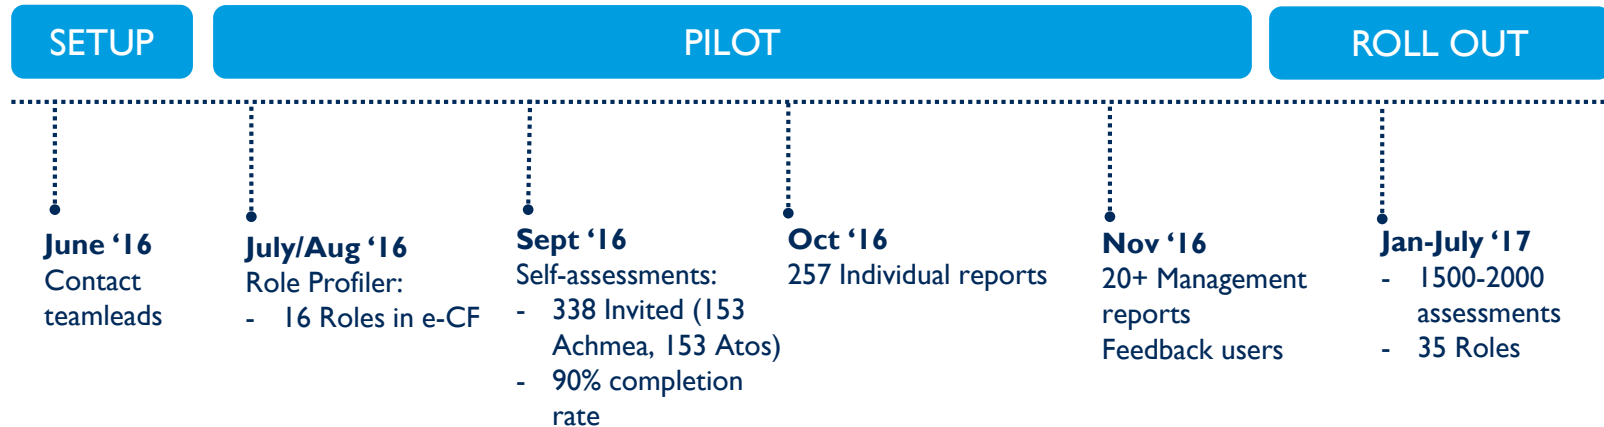 SETUP
PILOT
ROLL OUT
June ‘16
Contact
teamleads
July/Aug ‘16
Role Profiler:
- 16 Roles in e-CF
Sept ‘16
Self-assessments:
- 338 Invited (153
Achmea, 153 Atos)
- 90% completion
rate
Oct ‘16
257 Individual reports
Nov ‘16
20+ Management
reports
Feedback users
Jan-July ‘17
- 1500-2000
assessments
- 35 Roles